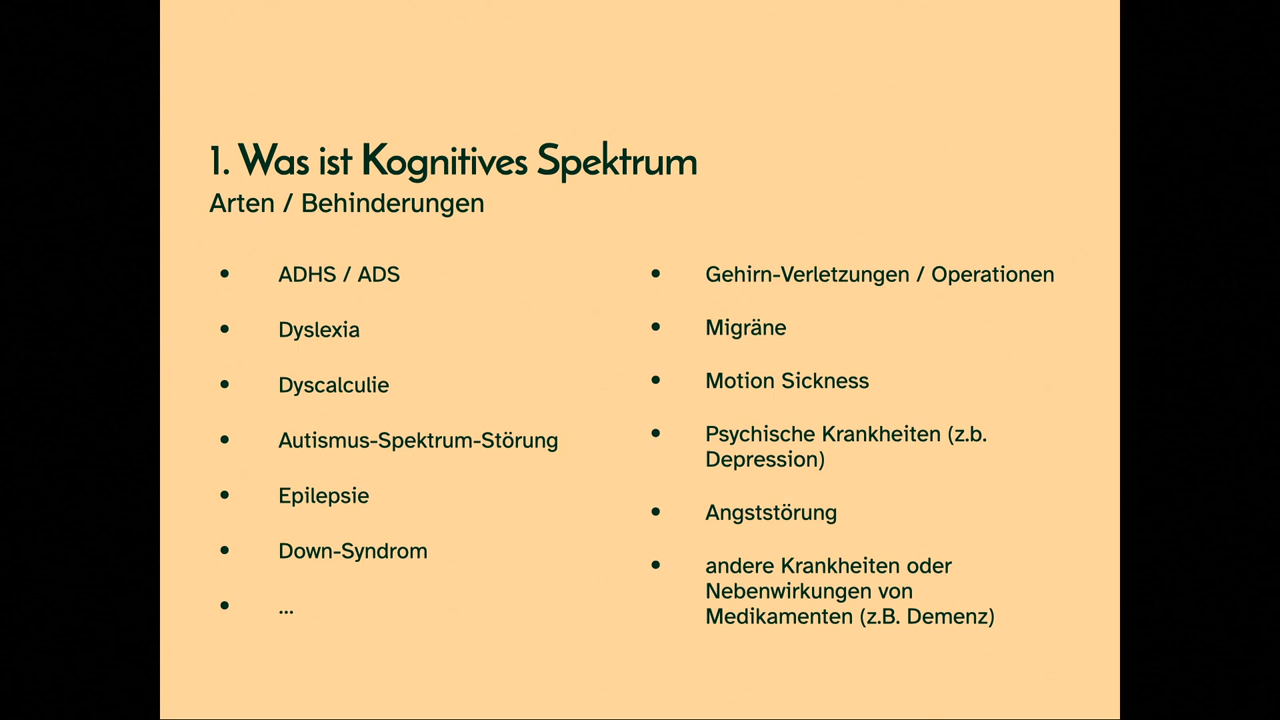 1. Was ist Kognitives Spektrum
Arten / Behinderungen
• ADHS / ADS
• Dyslexia
• Dyscalculie
• Autismus-Spektrum-Störung
• Epilepsie
• Down-Syndrom
• ...
• Gehirn-Verletzungen / Operationen
• Migräne
• Motion Sickness
• Psychische Krankheiten (z.b.
Depression)
• Angststörung
• andere Krankheiten oder
Nebenwirkungen von
Medikamenten (z.B. Demenz)